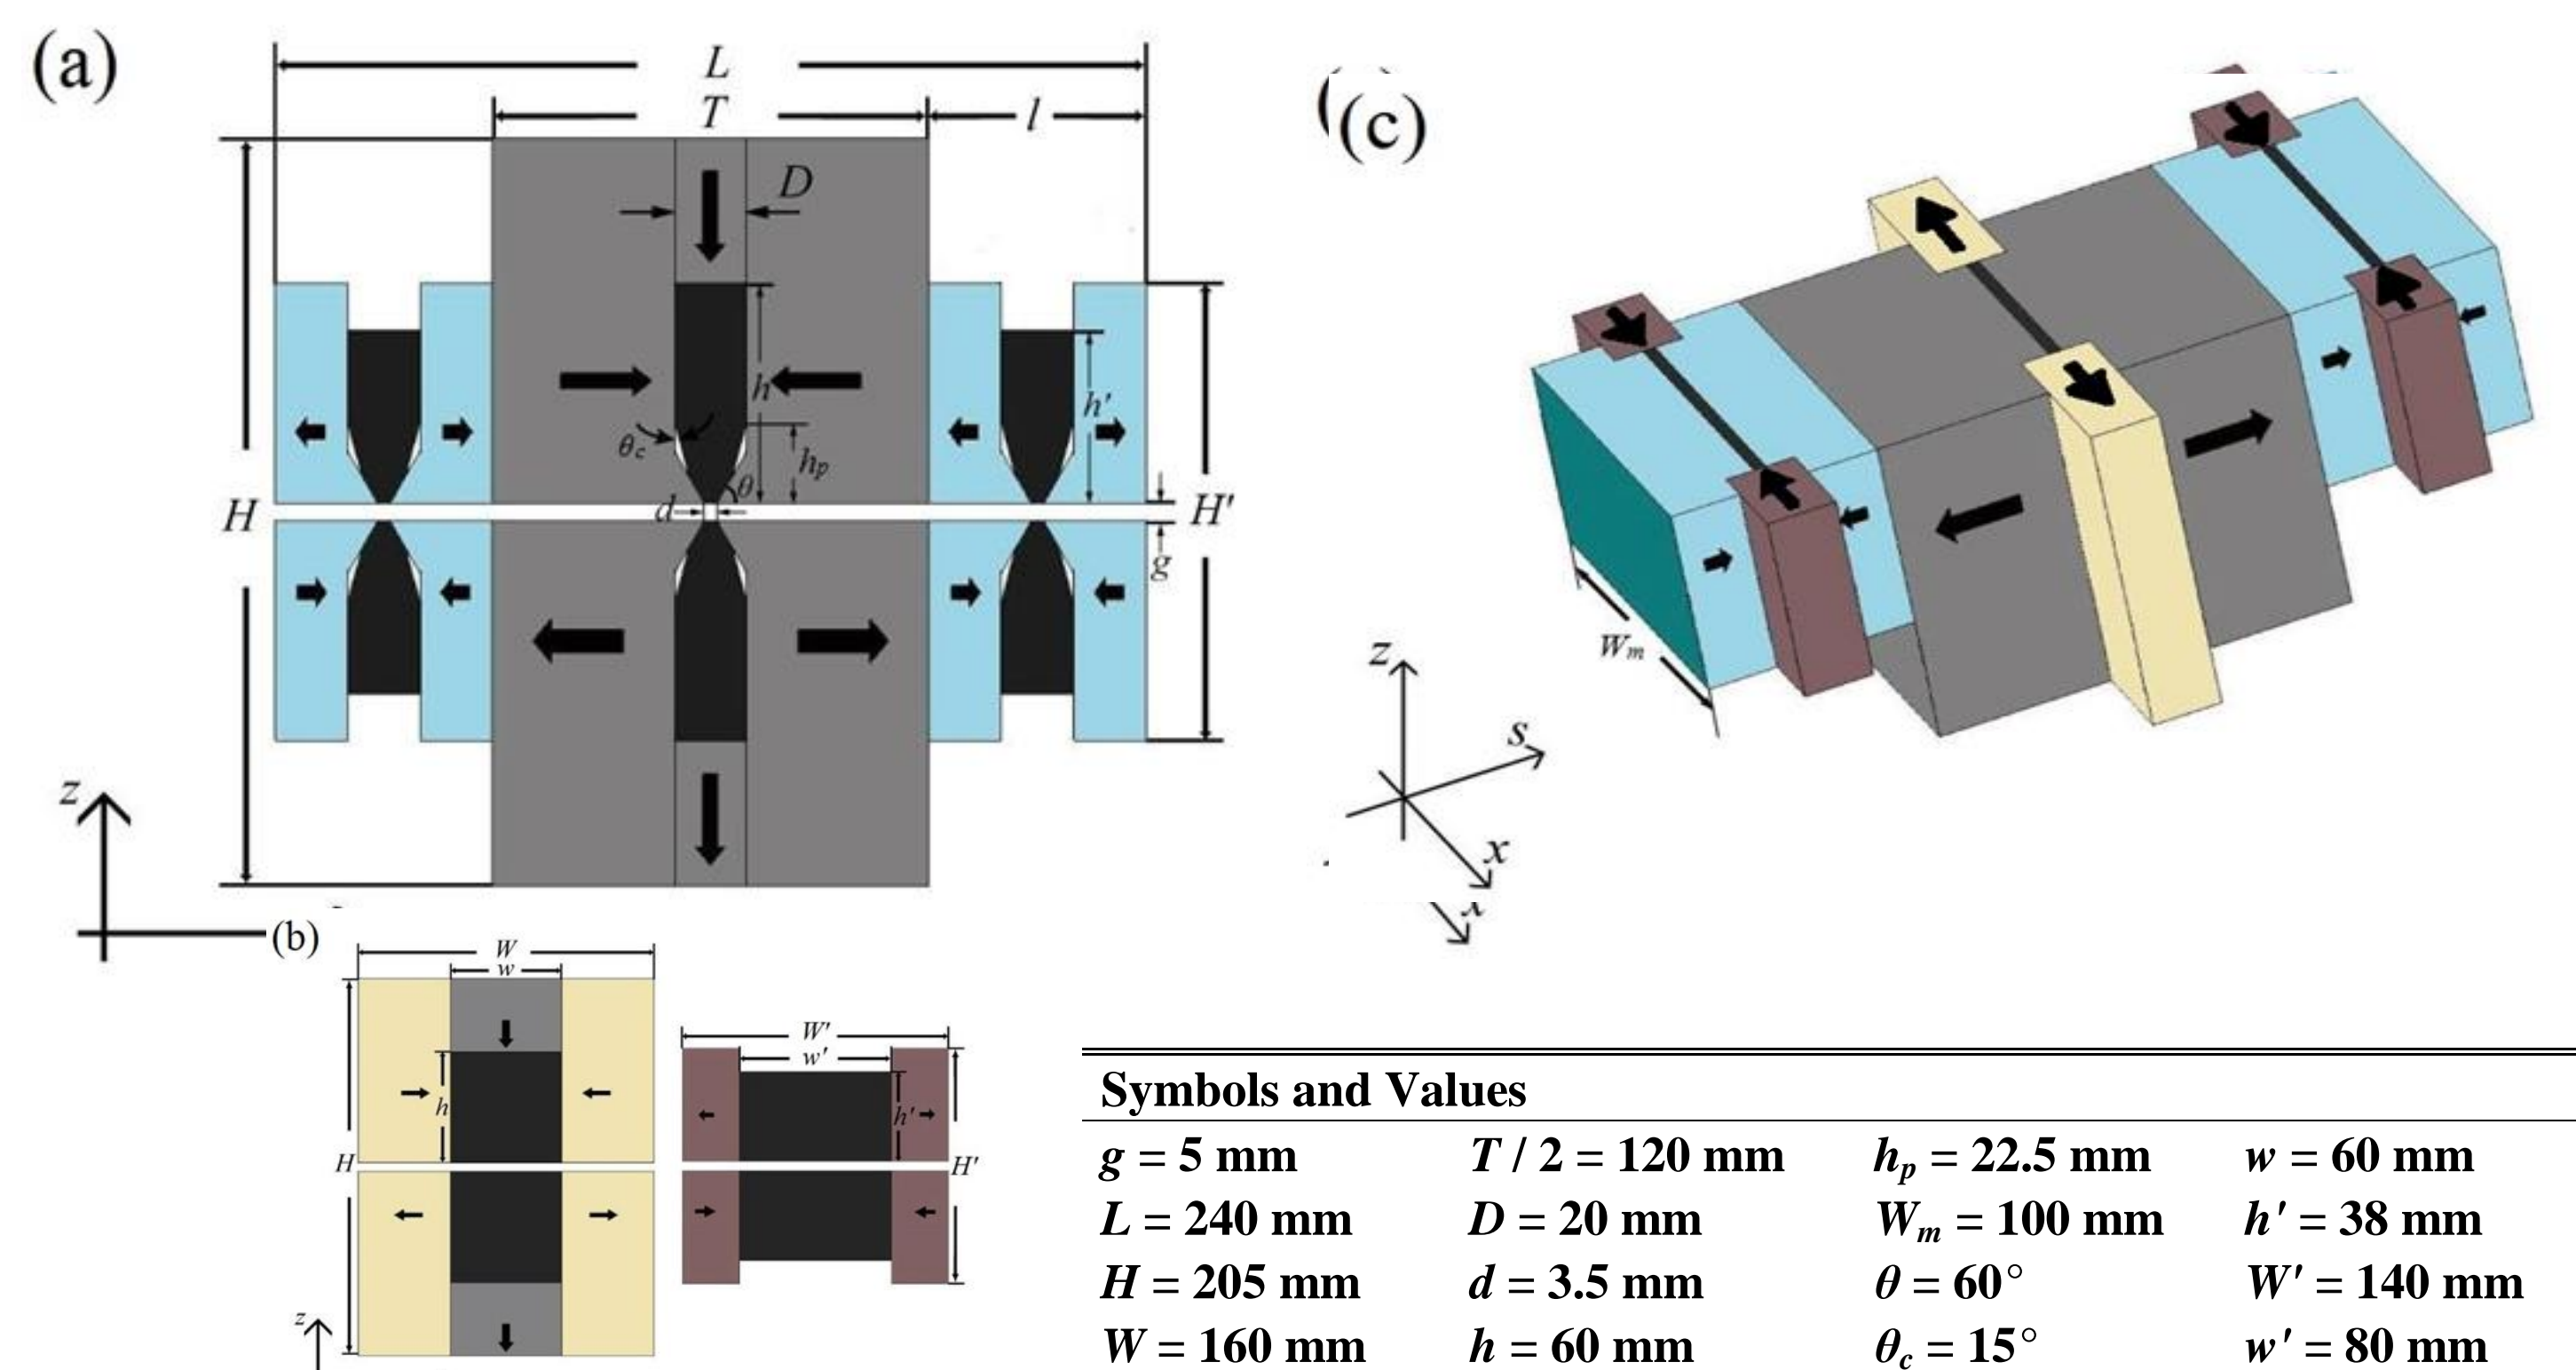 (a)
L
T
l
D
h
h'
θc
hp
θ
d
H
H'
g
z
(b)
W
w
h
H
z
W'
w'
h'
H'
(c)
Wm
z
s
x
x
Symbols and Values
g = 5 mm T / 2 = 120 mm hp = 22.5 mm w = 60 mm
L = 240 mm D = 20 mm Wm = 100 mm h' = 38 mm
H = 205 mm d = 3.5 mm θ = 60° W' = 140 mm
W = 160 mm h = 60 mm θc = 15° w' = 80 mm